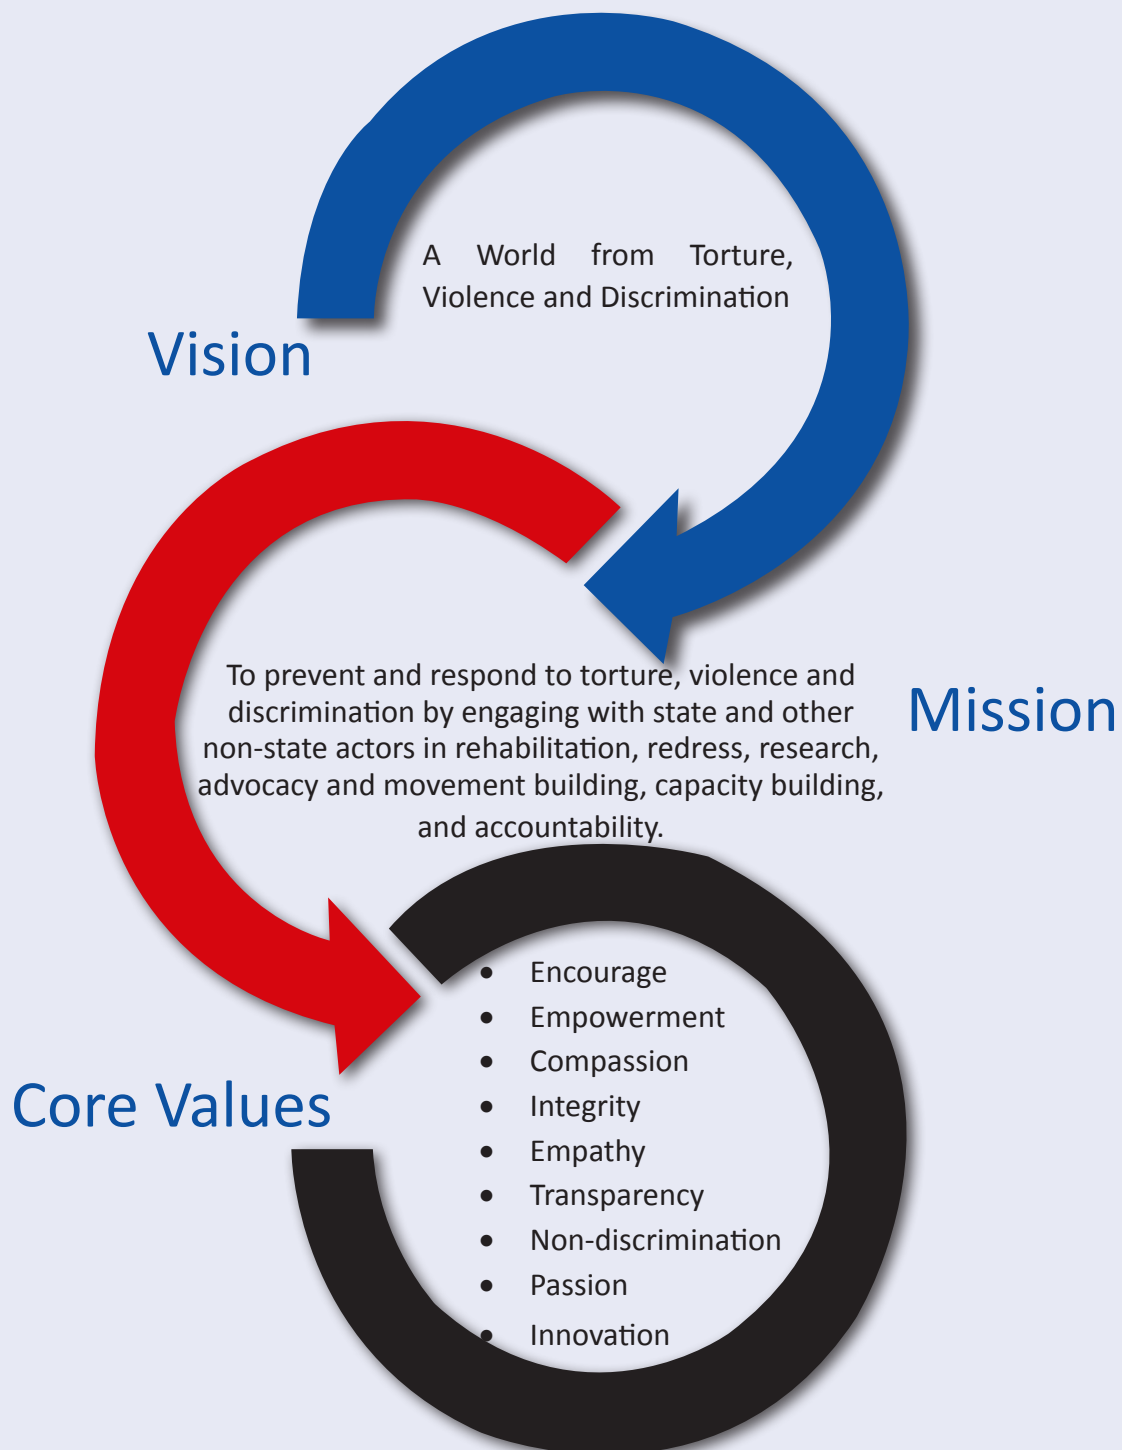 A World from Torture,
Violence and Discrimination
Vision
To prevent and respond to torture, violence and
discrimination by engaging with state and other
non-state actors in rehabilitation, redress, research,
advocacy and movement building, capacity building,
and accountability.
Mission
• Encourage
• Empowerment
• Compassion
• Integrity
• Empathy
• Transparency
• Non-discrimination
• Passion
• Innovation
Core Values